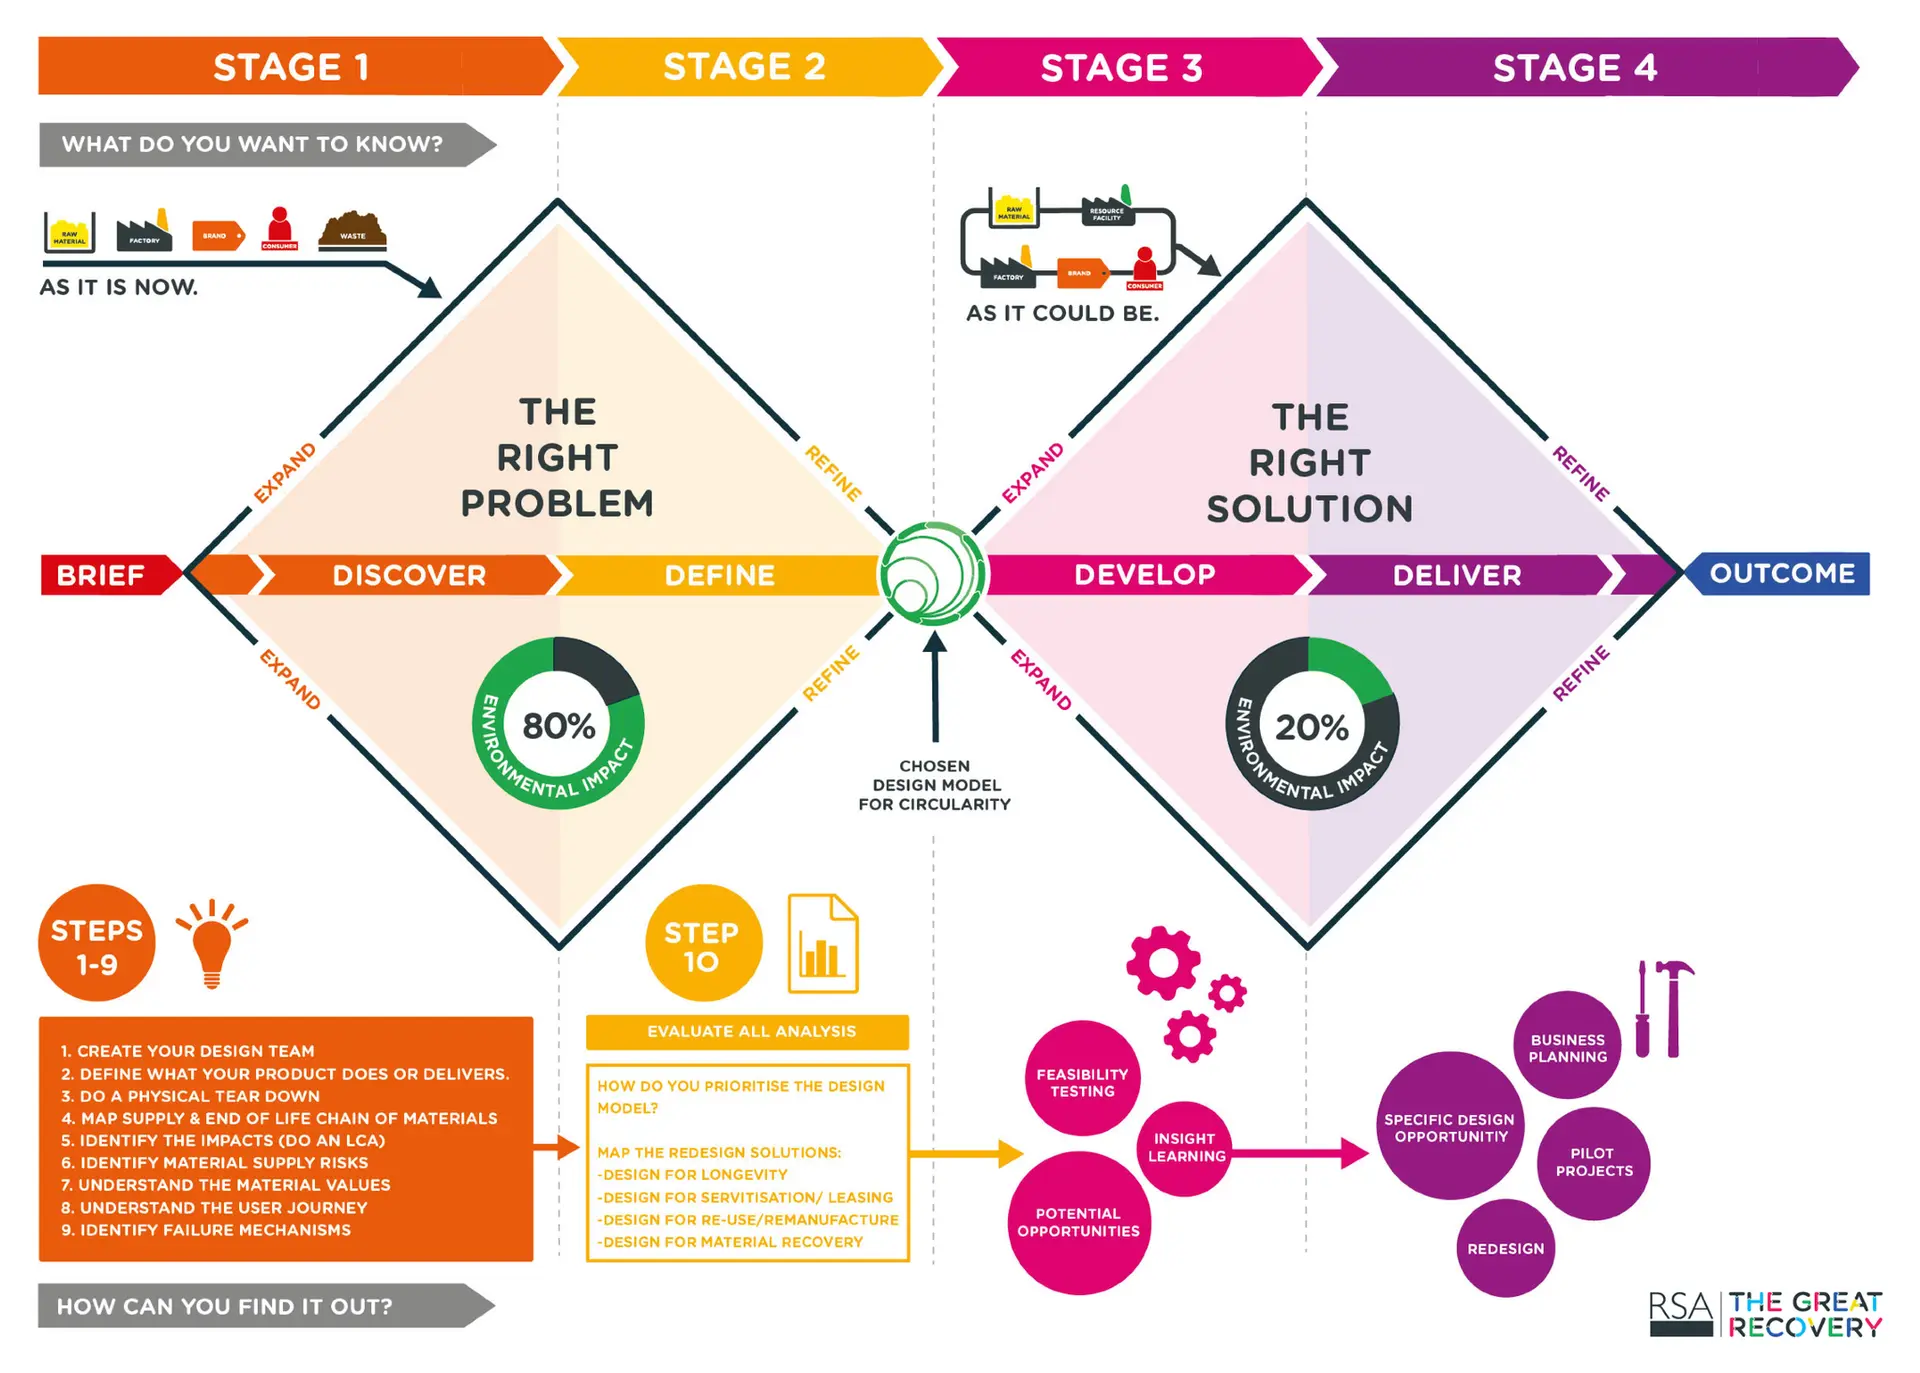 STAGE 1
STAGE 2
STAGE 3
STAGE 4
WHAT DO YOU WANT TO KNOW?
RAW
MATERIAL
FACTORY
BRAND
CONSUMER
WASTE
AS IT IS NOW.
RAW
MATERIAL
RESOURCE
FACILITY
FACTORY
BRAND
CONSUMER
AS IT COULD BE.
EXPAND
THE
RIGHT
PROBLEM
REFINE
EXPAND
THE
RIGHT
SOLUTION
REFINE
BRIEF
DISCOVER
DEFINE
DEVELOP
DELIVER
OUTCOME
EXPAND
80%
ENVIRONMENTAL IMPACT
REFINE
EXPAND
20%
ENVIRONMENTAL IMPACT
REFINE
CHOSEN
DESIGN MODEL
FOR CIRCULARITY
STEPS
1-9
1. CREATE YOUR DESIGN TEAM
2. DEFINE WHAT YOUR PRODUCT DOES OR DELIVERS.
3. DO A PHYSICAL TEAR DOWN
4. MAP SUPPLY & END OF LIFE CHAIN OF MATERIALS
5. IDENTIFY THE IMPACTS (DO AN LCA)
6. IDENTIFY MATERIAL SUPPLY RISKS
7. UNDERSTAND THE MATERIAL VALUES
8. UNDERSTAND THE USER JOURNEY
9. IDENTIFY FAILURE MECHANISMS
STEP
10
EVALUATE ALL ANALYSIS
HOW DO YOU PRIORITISE THE DESIGN
MODEL?
MAP THE REDESIGN SOLUTIONS:
-DESIGN FOR LONGEVITY
-DESIGN FOR SERVITISATION/ LEASING
-DESIGN FOR RE-USE/REMANUFACTURE
-DESIGN FOR MATERIAL RECOVERY
FEASIBILITY
TESTING
INSIGHT
LEARNING
POTENTIAL
OPPORTUNITIES
BUSINESS
PLANNING
SPECIFIC DESIGN
OPPORTUNITIY
PILOT
PROJECTS
REDESIGN
HOW CAN YOU FIND IT OUT?
RSA
THE GREAT
RECOVERY